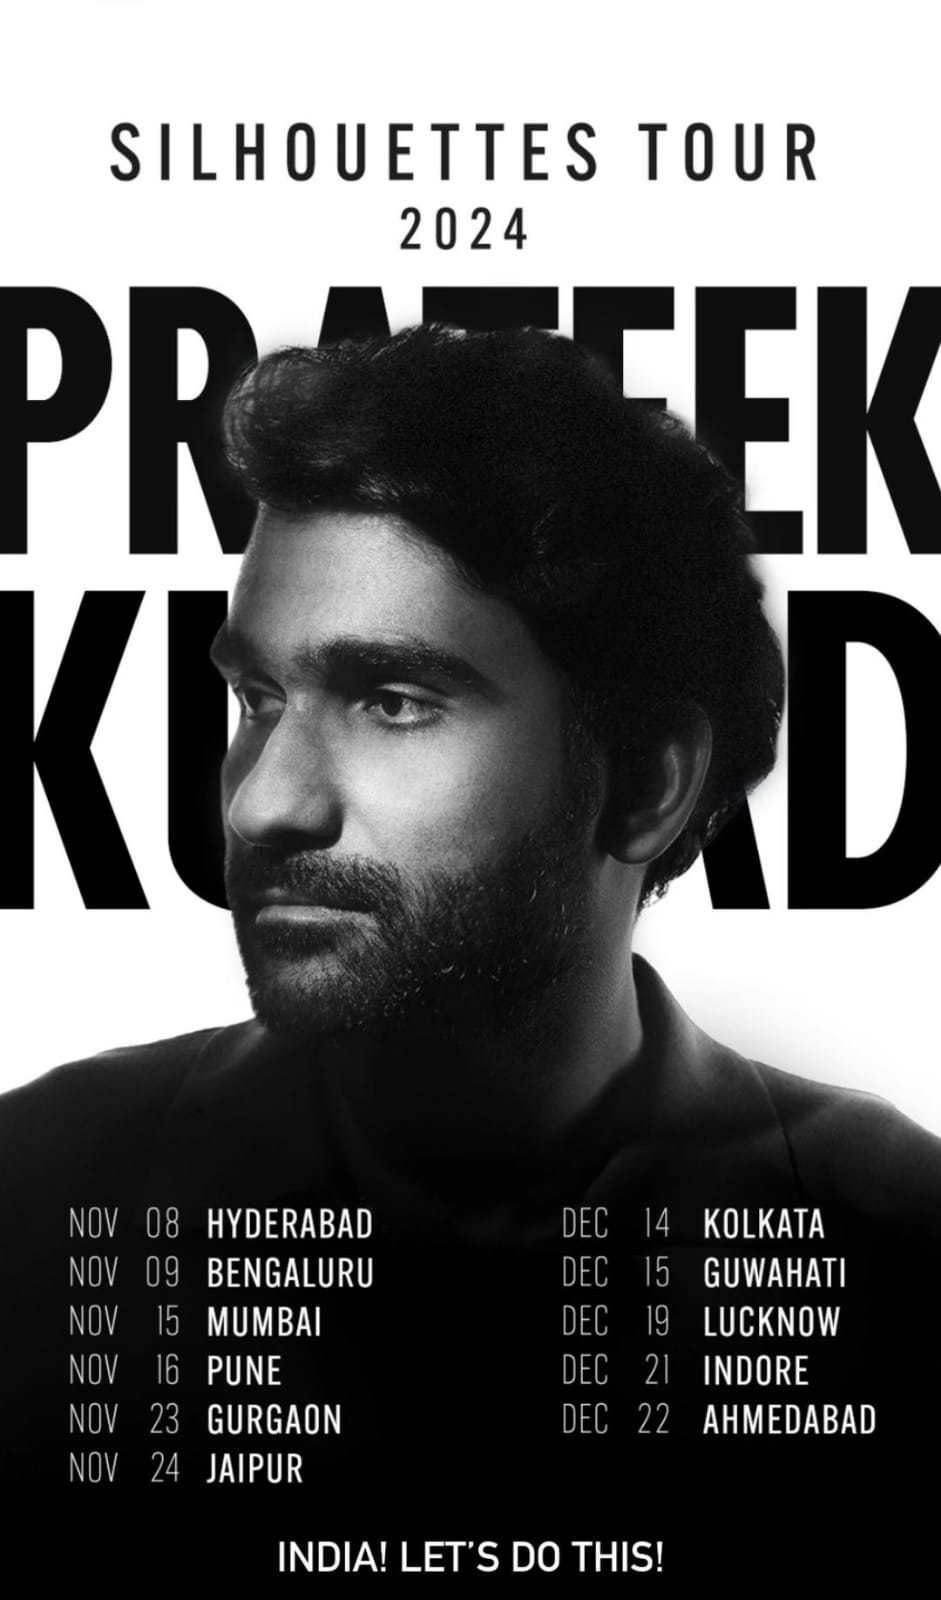 SILHOUETTES TOUR
2024
PRATEEK
KUHAD
NOV 08 HYDERABAD
NOV 09 BENGALURU
NOV 15 MUMBAI
NOV 16 PUNE
NOV 23 GURGAON
NOV 24 JAIPUR
DEC 14 KOLKATA
DEC 15 GUWAHATI
DEC 19 LUCKNOW
DEC 21 INDORE
DEC 22 AHMEDABAD
INDIA! LET'S DO THIS!